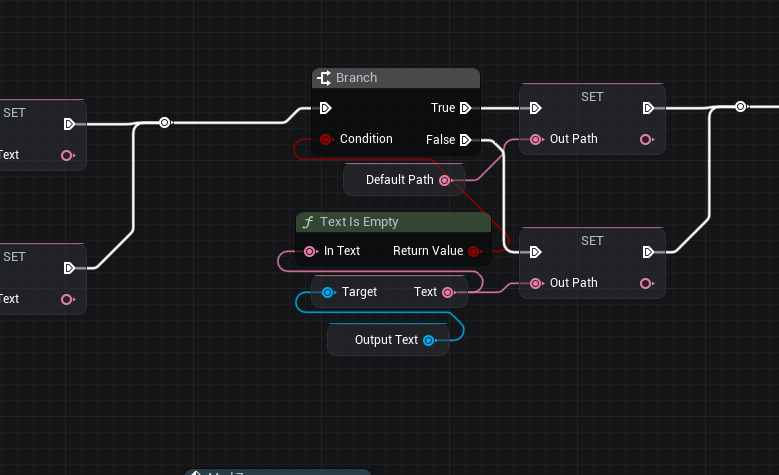 SET
Text
SET
Text
Branch
True
Condition
False
Default Path
Text Is Empty
In Text
Return Value
Target
Text
Output Text
SET
Out Path
SET
Out Path